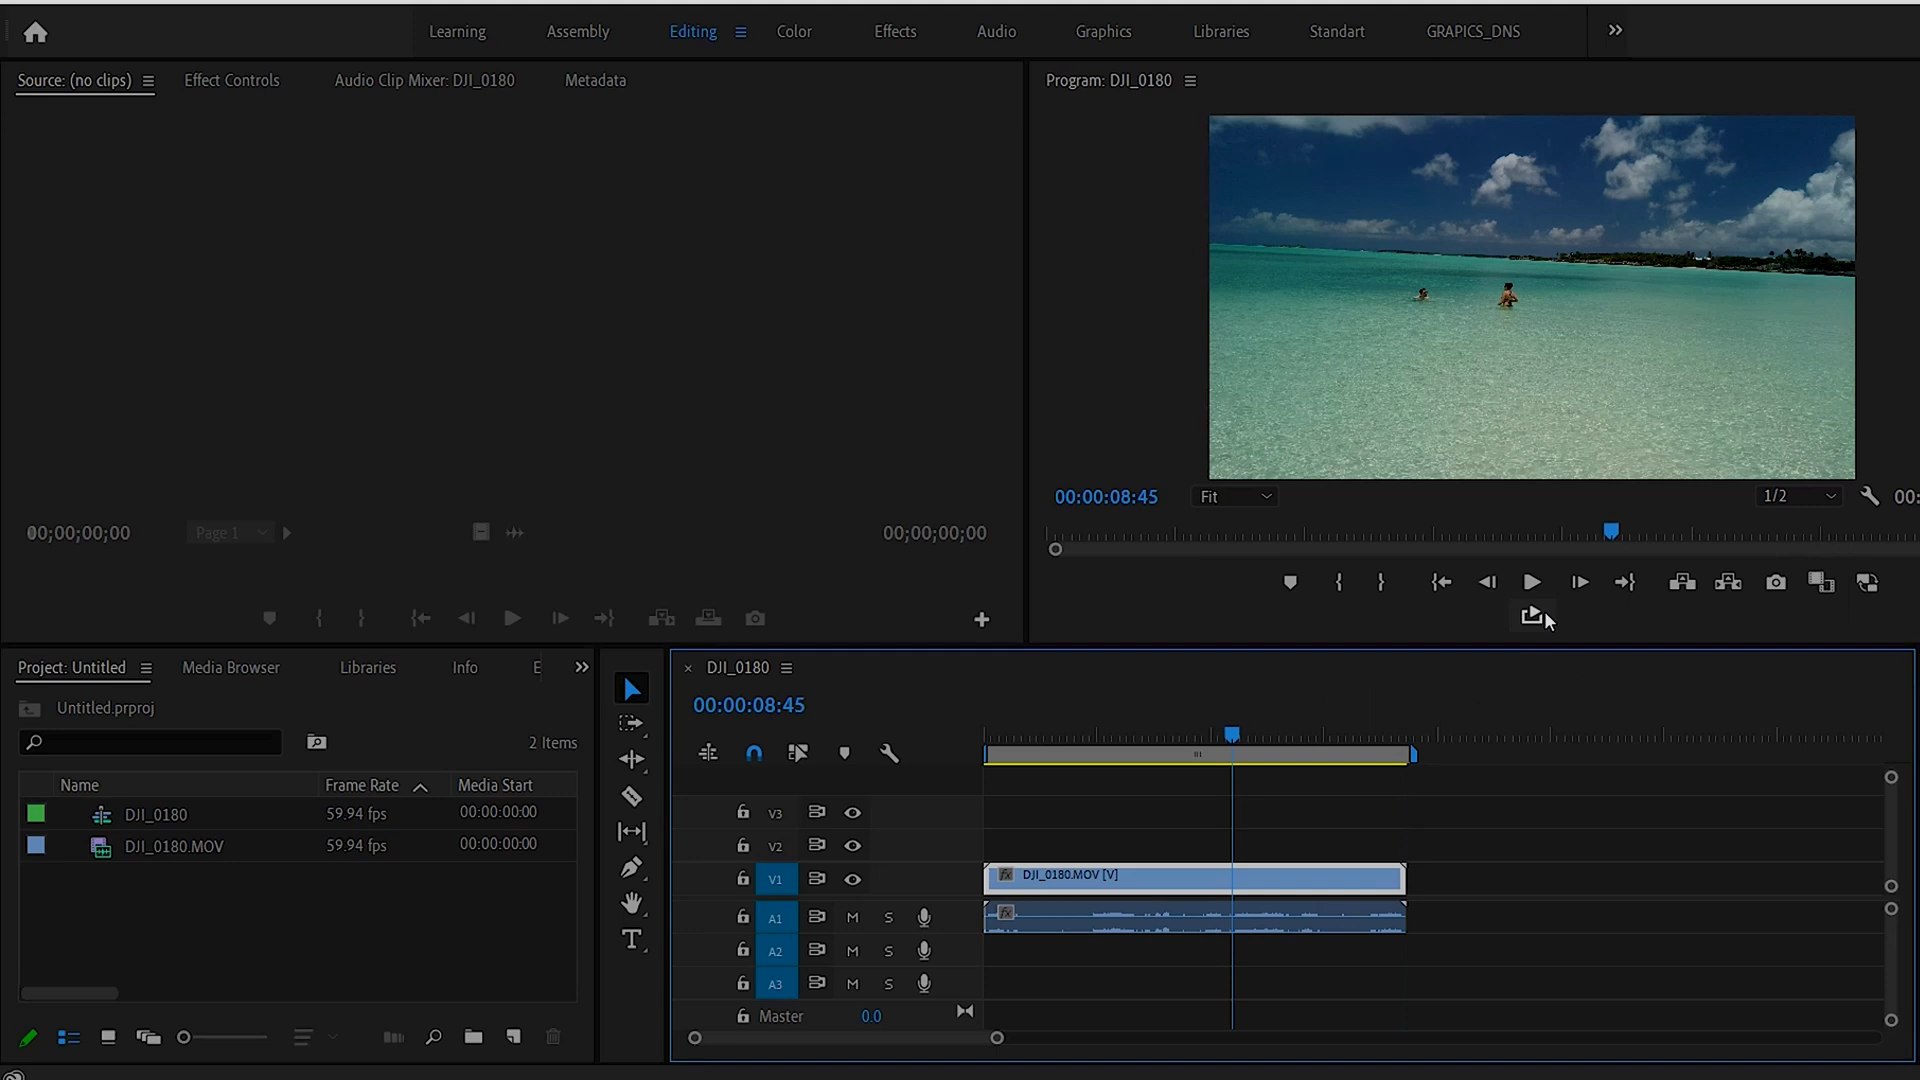 Learning Assembly Editing Color Effects Audio Graphics Libraries Standart GRAPICS_DNS
Source: (no clips) Effect Controls Audio Clip Mixer: DJI_0180 Metadata
Program: DJI_0180
00:00:08:45 Fit 1/2 00:
00;00;00;00 Page 1 00;00;00;00
Project: Untitled Media Browser Libraries Info E
Untitled.prproj
2 Items
Name Frame Rate Media Start
DJI_0180 59.94 fps 00:00:00:00
DJI_0180.MOV 59.94 fps 00:00:00:00
× DJI_0180
00:00:08:45
V3
V2
V1 fx DJI_0180.MOV [V]
A1 M S fx
A2 M S
A3 M S
Master 0.0